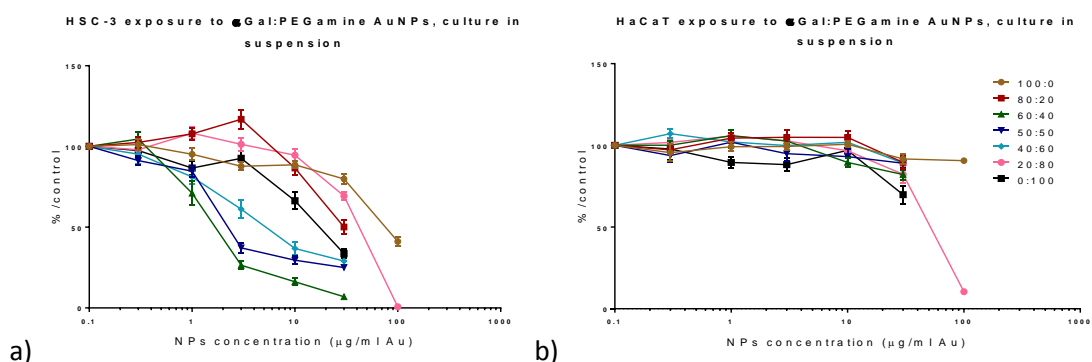 HSC-3 exposure to αGal:PEGamine AuNPs, culture in
suspension
150
100
50
0
0.1
1
10
100
1000
%/control
NPs concentration (μg/ml Au)
a)
HaCaT exposure to αGal:PEGamine AuNPs, culture in
suspension
150
100
50
0
0.1
1
10
100
1000
%/control
NPs concentration (μg/ml Au)
100:0
80:20
60:40
50:50
40:60
20:80
0:100
b)